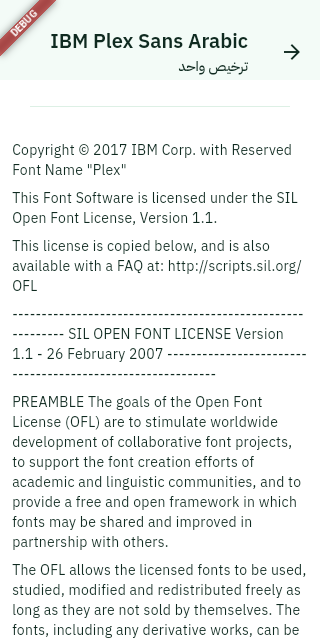 DEBUG
IBM Plex Sans Arabic
ترخيص واحد
Copyright © 2017 IBM Corp. with Reserved
Font Name "Plex"
This Font Software is licensed under the SIL
Open Font License, Version 1.1.
This license is copied below, and is also
available with a FAQ at: http://scripts.sil.org/
OFL
--------------------------------------------------
--------- SIL OPEN FONT LICENSE Version
1.1 - 26 February 2007 ------------------------
-----------------------------------
PREAMBLE The goals of the Open Font
License (OFL) are to stimulate worldwide
development of collaborative font projects,
to support the font creation efforts of
academic and linguistic communities, and to
provide a free and open framework in which
fonts may be shared and improved in
partnership with others.
The OFL allows the licensed fonts to be used,
studied, modified and redistributed freely as
long as they are not sold by themselves. The
fonts, including any derivative works, can be